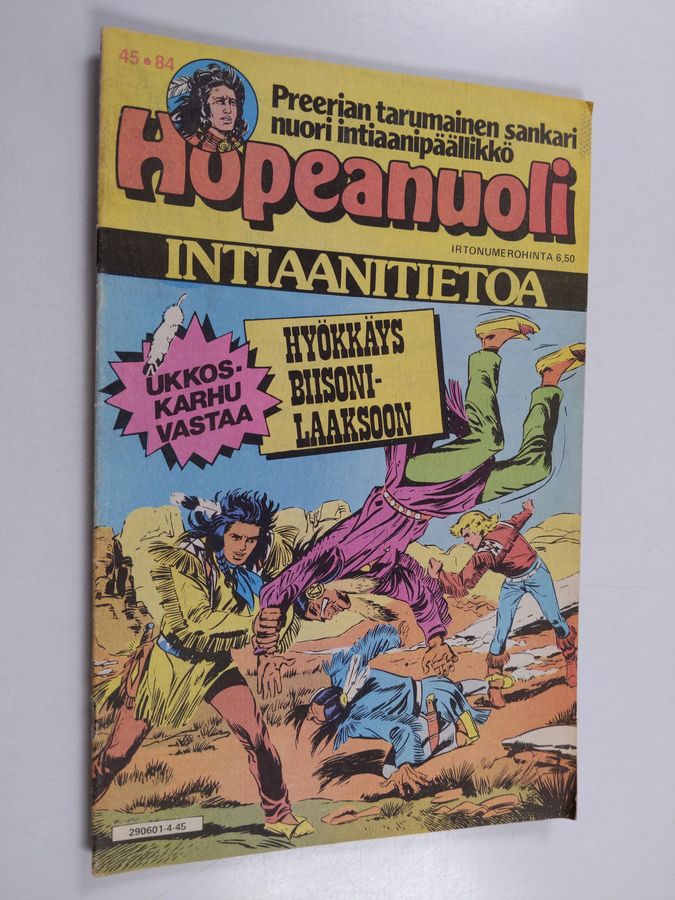 45 • 84
Preerian tarumainen sankari
nuori intiaanipäällikkö
Hopeanuoli
IRTONUMEROHINTA 6,50
INTIAANITIETOA
UKKOS-
KARHU
VASTAA
HYÖKKÄYS
BIISONI-
LAAKSOON
290601-4-45